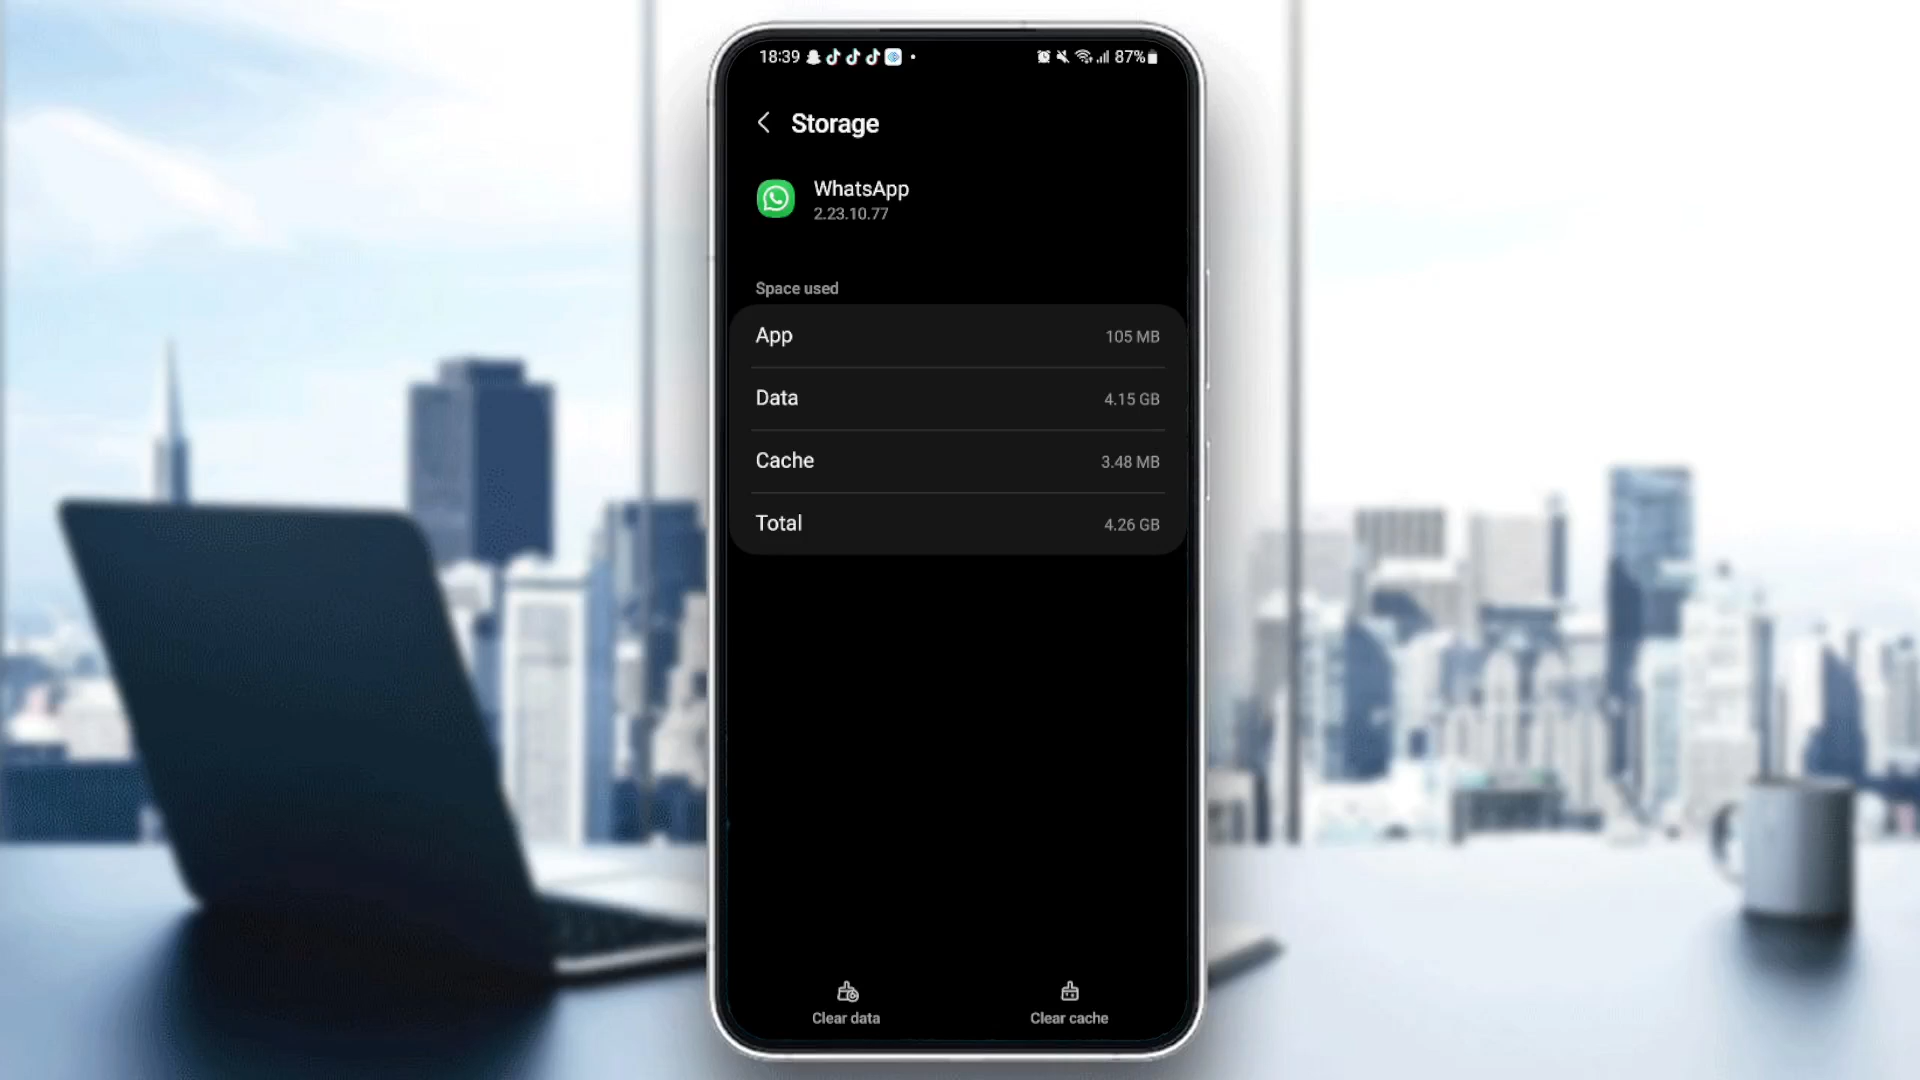 18:39 87%
Storage
WhatsApp
2.23.10.77
Space used
App 105 MB
Data 4.15 GB
Cache 3.48 MB
Total 4.26 GB
Clear data Clear cache